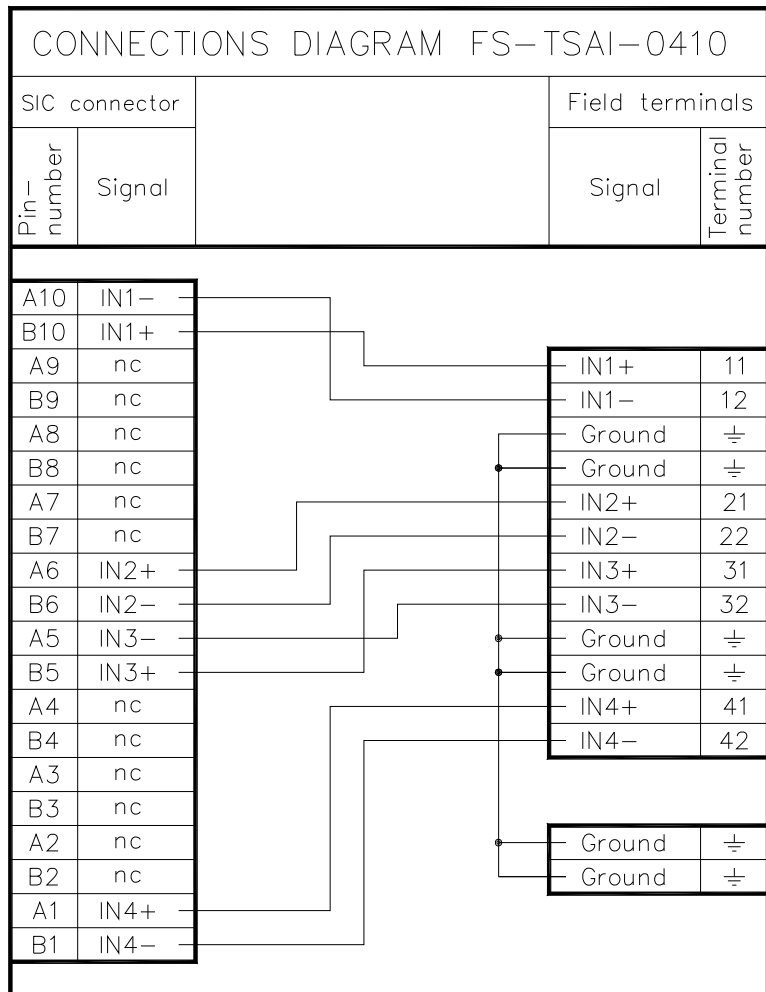 CONNECTIONS DIAGRAM FS-TSAI-0410
SIC connector
Field terminals
Pin-
number
Signal
Signal
Terminal
number
A10 IN1-
B10 IN1+
A9 nc
B9 nc
A8 nc
B8 nc
A7 nc
B7 nc
A6 IN2+
B6 IN2-
A5 IN3-
B5 IN3+
A4 nc
B4 nc
A3 nc
B3 nc
A2 nc
B2 nc
A1 IN4+
B1 IN4-
IN1+ 11
IN1- 12
Ground
Ground
IN2+ 21
IN2- 22
IN3+ 31
IN3- 32
Ground
Ground
IN4+ 41
IN4- 42
Ground
Ground